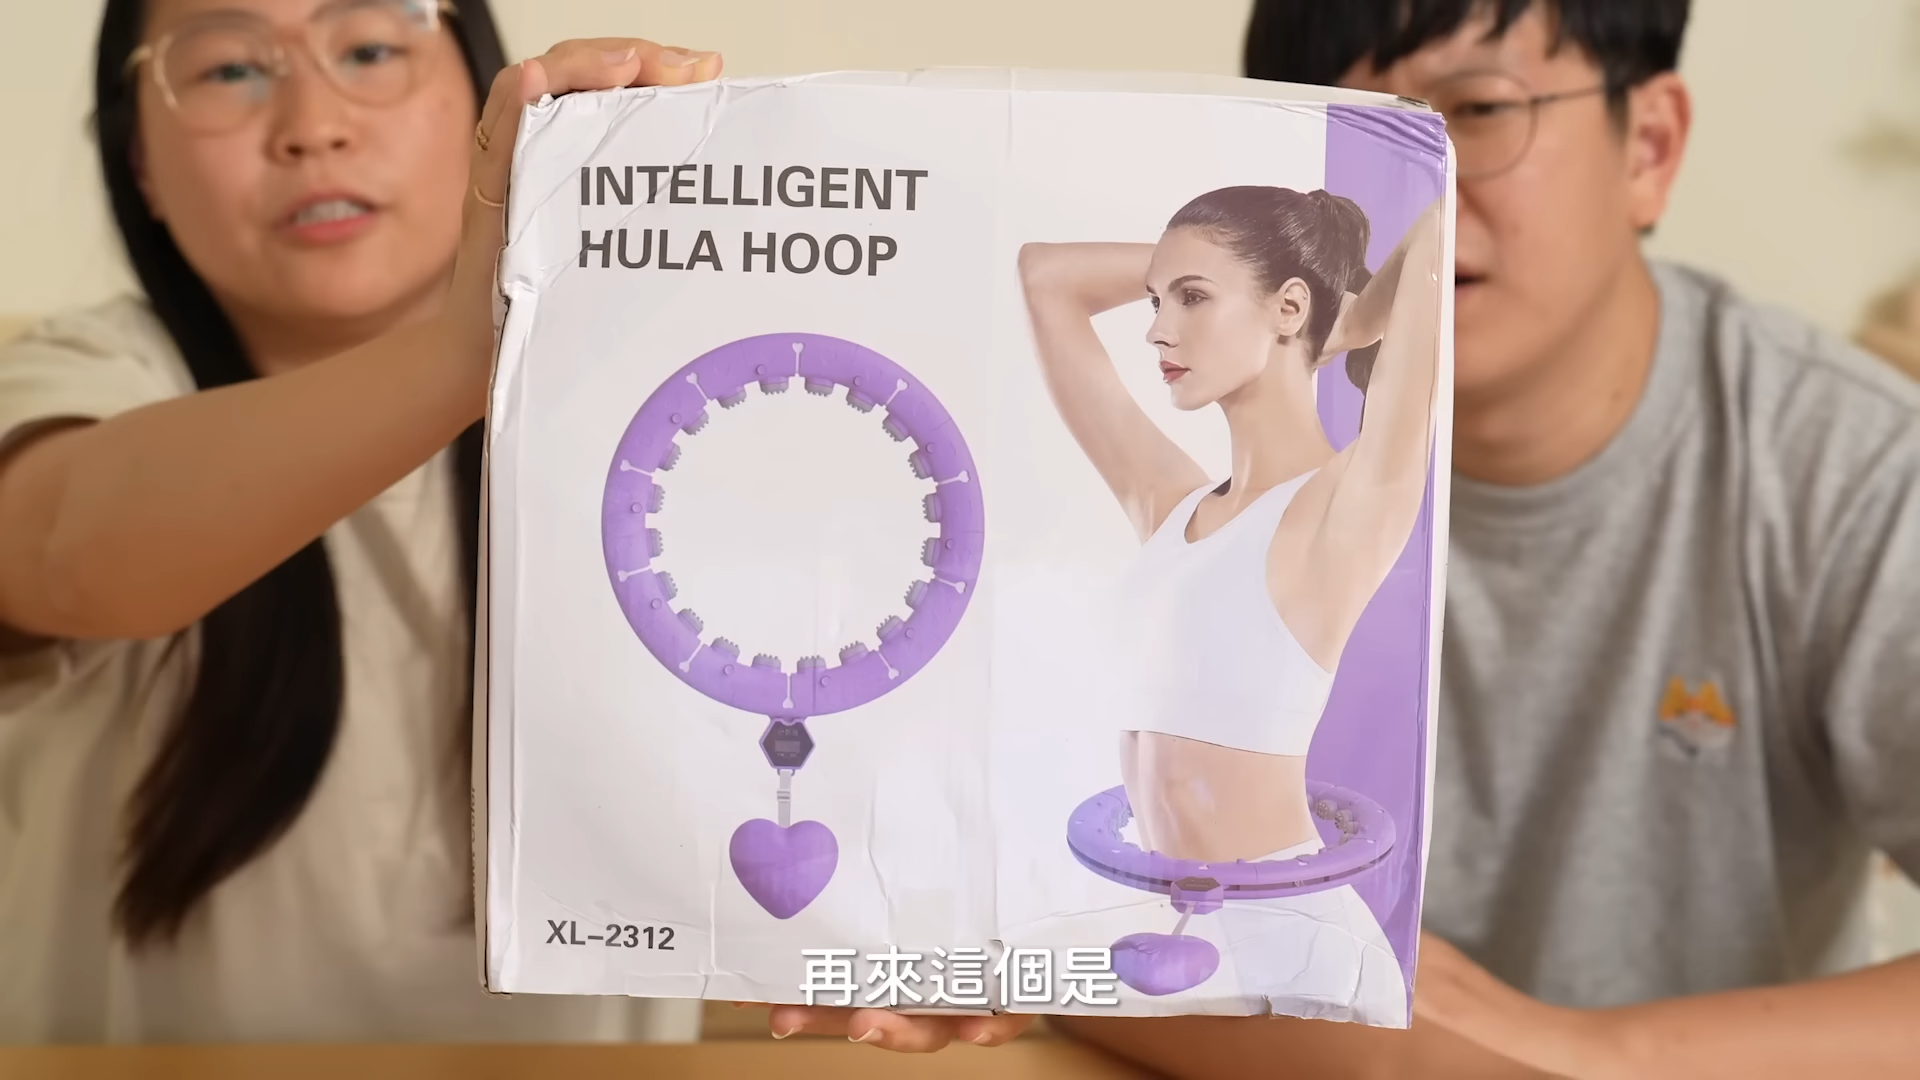 INTELLIGENT
HULA HOOP
XL-2312
再來這個是